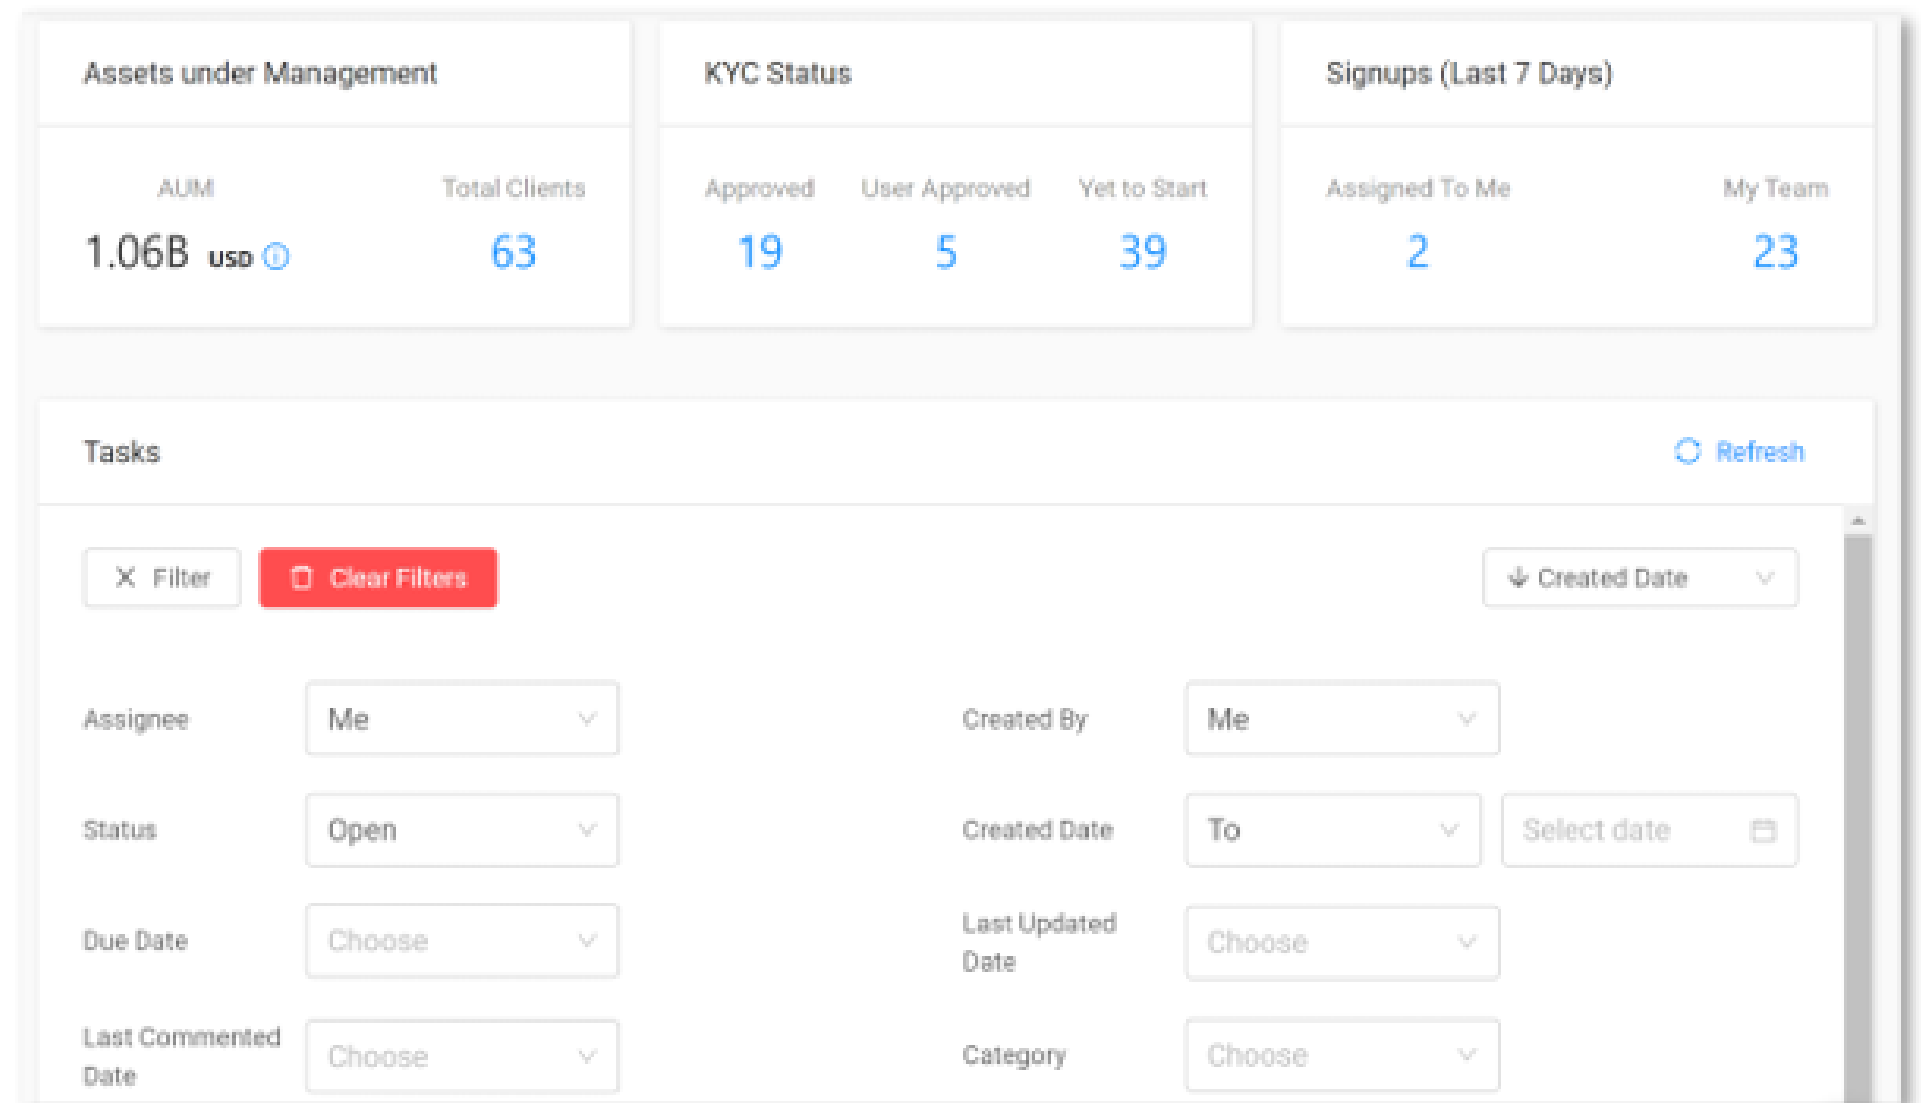 Assets under Management
KYC Status
Signups (Last 7 Days)
AUM
Total Clients
Approved
User Approved
Yet to Start
Assigned To Me
My Team
1.06B USD
63
19
5
39
2
23
Tasks
Refresh
Filter
Clear Filters
Created Date
Assignee
Me
Created By
Me
Status
Open
Created Date
To
Select date
Due Date
Choose
Last Updated
Date
Choose
Last Commented
Date
Choose
Category
Choose